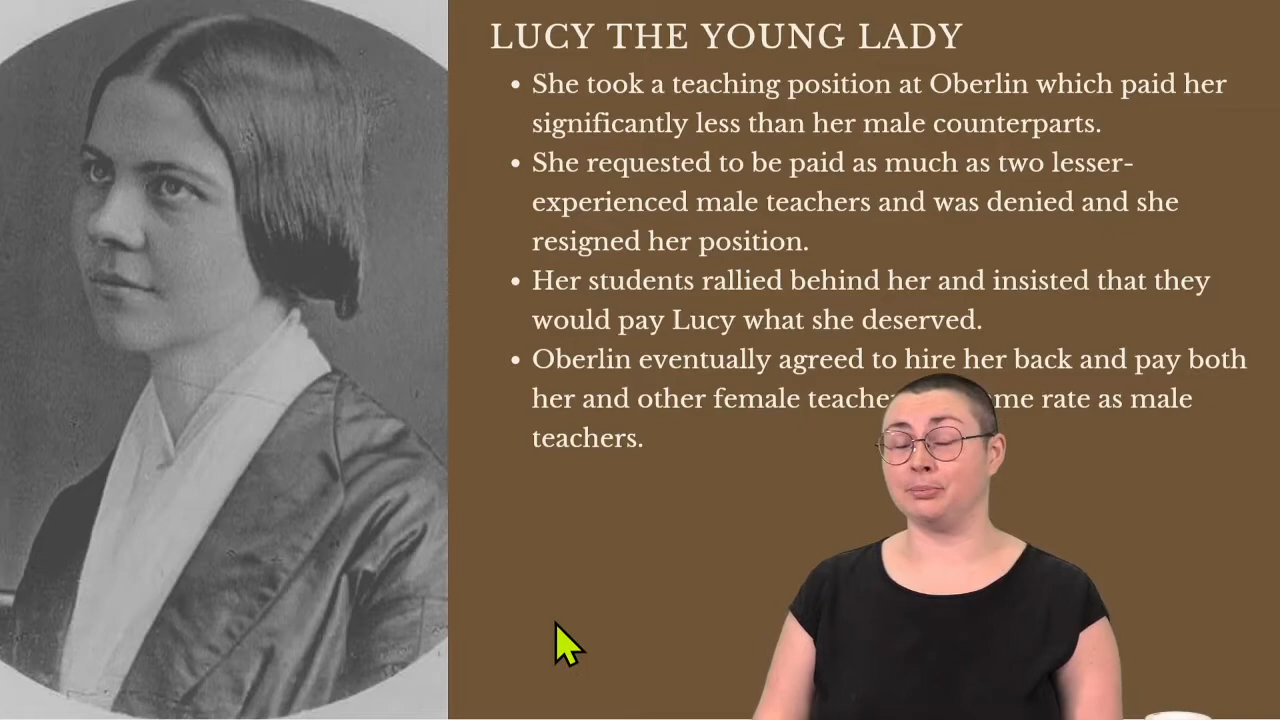 LUCY THE YOUNG LADY
• She took a teaching position at Oberlin which paid her
significantly less than her male counterparts.
• She requested to be paid as much as two lesser-
experienced male teachers and was denied and she
resigned her position.
• Her students rallied behind her and insisted that they
would pay Lucy what she deserved.
• Oberlin eventually agreed to hire her back and pay both
her and other female rate as male
teachers.